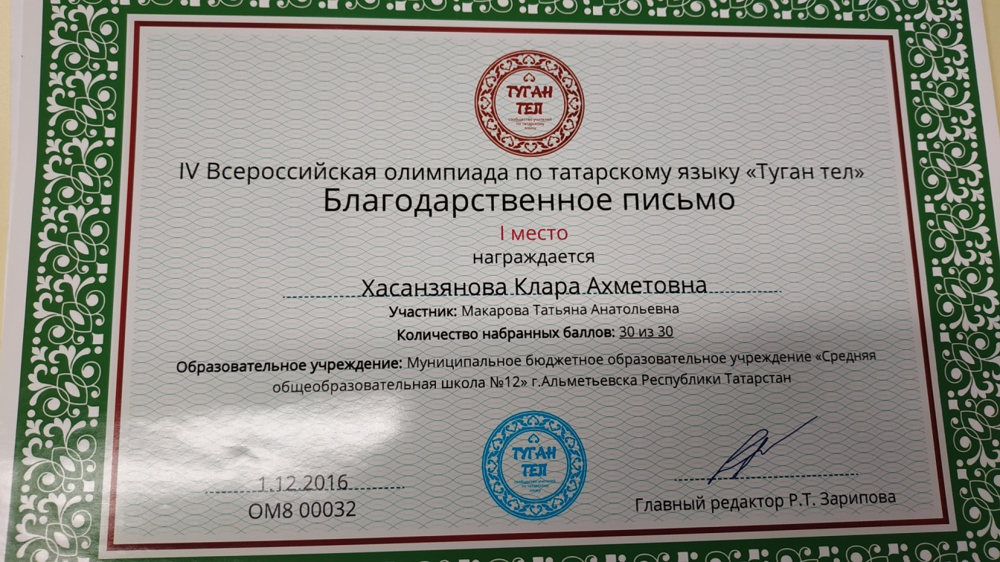 ТУГАН
ТЕЛ
сообщество учителей
по татарскому
языку
IV Всероссийская олимпиада по татарскому языку «Туган тел»
Благодарственное письмо
I место
награждается
Хасанзянова Клара Ахметовна
Участник: Макарова Татьяна Анатольевна
Количество набранных баллов: 30 из 30
Образовательное учреждение: Муниципальное бюджетное образовательное учреждение «Средняя
общеобразовательная школа №12» г.Альметьевска Республики Татарстан
ТУГАН
ТЕЛ
сообщество учителей
по татарскому
языку
1.12.2016
ОМ8 00032
Главный редактор Р.Т. Зарипова